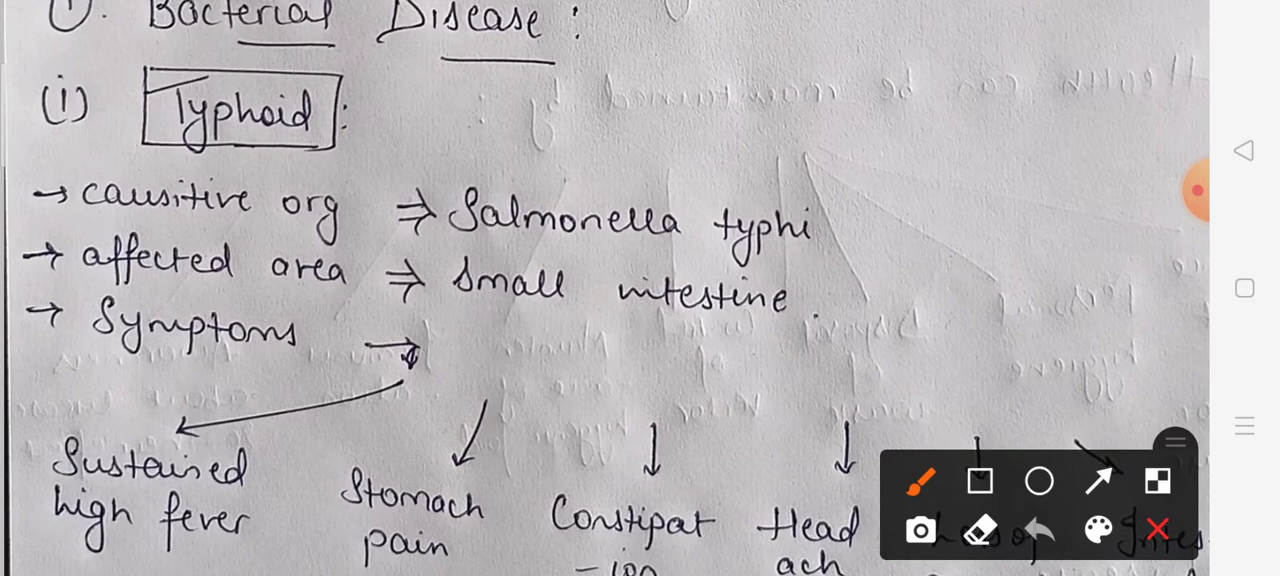 ①. Bacterial Disease :
(i) Typhoid :
→ causitive org ⇒ Salmonella typhi
→ affected area ⇒ Small intestine
→ Symptoms →
Sustained high fever
Stomach pain
Constipat-ion
Head ach